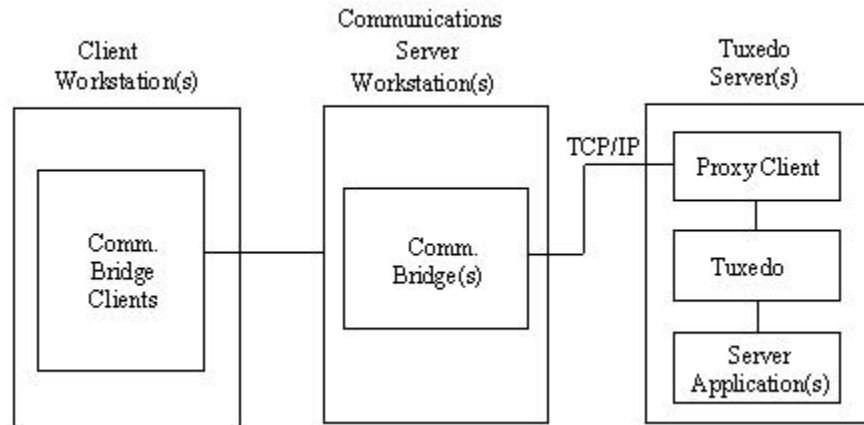 Client
Workstation(s)
Communications
Server
Workstation(s)
Tuxedo
Server(s)
Comm.
Bridge
Clients
Comm.
Bridge(s)
TCP/IP
Proxy Client
Tuxedo
Server
Application(s)